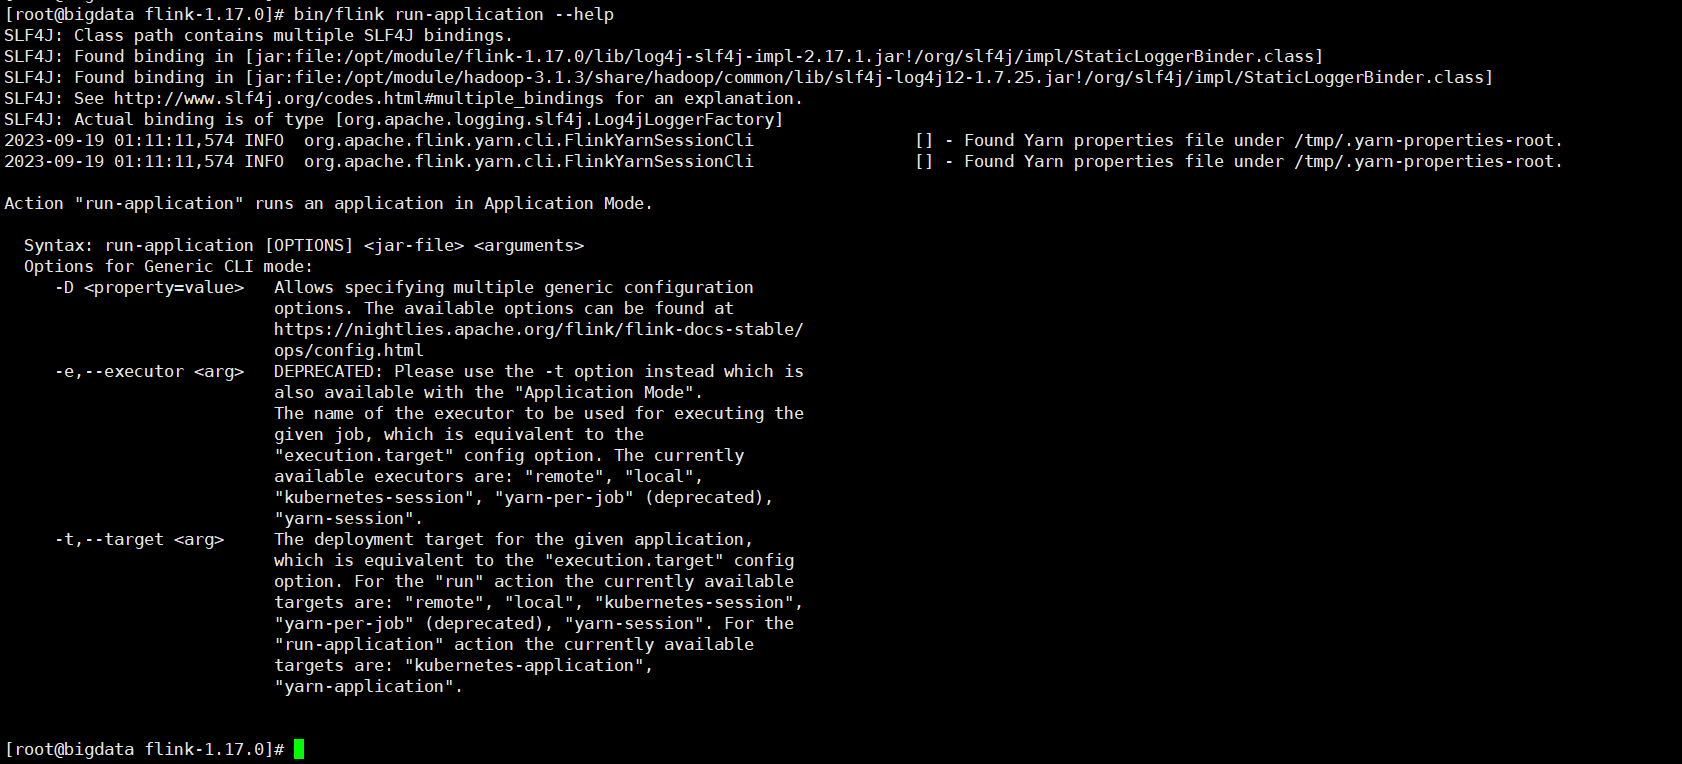 [root@bigdata flink-1.17.0]# bin/flink run-application --help
SLF4J: Class path contains multiple SLF4J bindings.
SLF4J: Found binding in [jar:file:/opt/module/flink-1.17.0/lib/log4j-slf4j-impl-2.17.1.jar!/org/slf4j/impl/StaticLoggerBinder.class]
SLF4J: Found binding in [jar:file:/opt/module/hadoop-3.1.3/share/hadoop/common/lib/slf4j-log4j12-1.7.25.jar!/org/slf4j/impl/StaticLoggerBinder.class]
SLF4J: See http://www.slf4j.org/codes.html#multiple_bindings for an explanation.
SLF4J: Actual binding is of type [org.apache.logging.slf4j.Log4jLoggerFactory]
2023-09-19 01:11:11,574 INFO  org.apache.flink.yarn.cli.FlinkYarnSessionCli                [] - Found Yarn properties file under /tmp/.yarn-properties-root.
2023-09-19 01:11:11,574 INFO  org.apache.flink.yarn.cli.FlinkYarnSessionCli                [] - Found Yarn properties file under /tmp/.yarn-properties-root.
Action "run-application" runs an application in Application Mode.
  Syntax: run-application [OPTIONS] <jar-file> <arguments>
  Options for Generic CLI mode:
     -D <property=value>   Allows specifying multiple generic configuration
                           options. The available options can be found at
                           https://nightlies.apache.org/flink/flink-docs-stable/
                           ops/config.html
     -e,--executor <arg>   DEPRECATED: Please use the -t option instead which is
                           also available with the "Application Mode".
                           The name of the executor to be used for executing the
                           given job, which is equivalent to the
                           "execution.target" config option. The currently
                           available executors are: "remote", "local",
                           "kubernetes-session", "yarn-per-job" (deprecated),
                           "yarn-session".
     -t,--target <arg>     The deployment target for the given application,
                           which is equivalent to the "execution.target" config
                           option. For the "run" action the currently available
                           targets are: "remote", "local", "kubernetes-session",
                           "yarn-per-job" (deprecated), "yarn-session". For the
                           "run-application" action the currently available
                           targets are: "kubernetes-application",
                           "yarn-application".
[root@bigdata flink-1.17.0]#